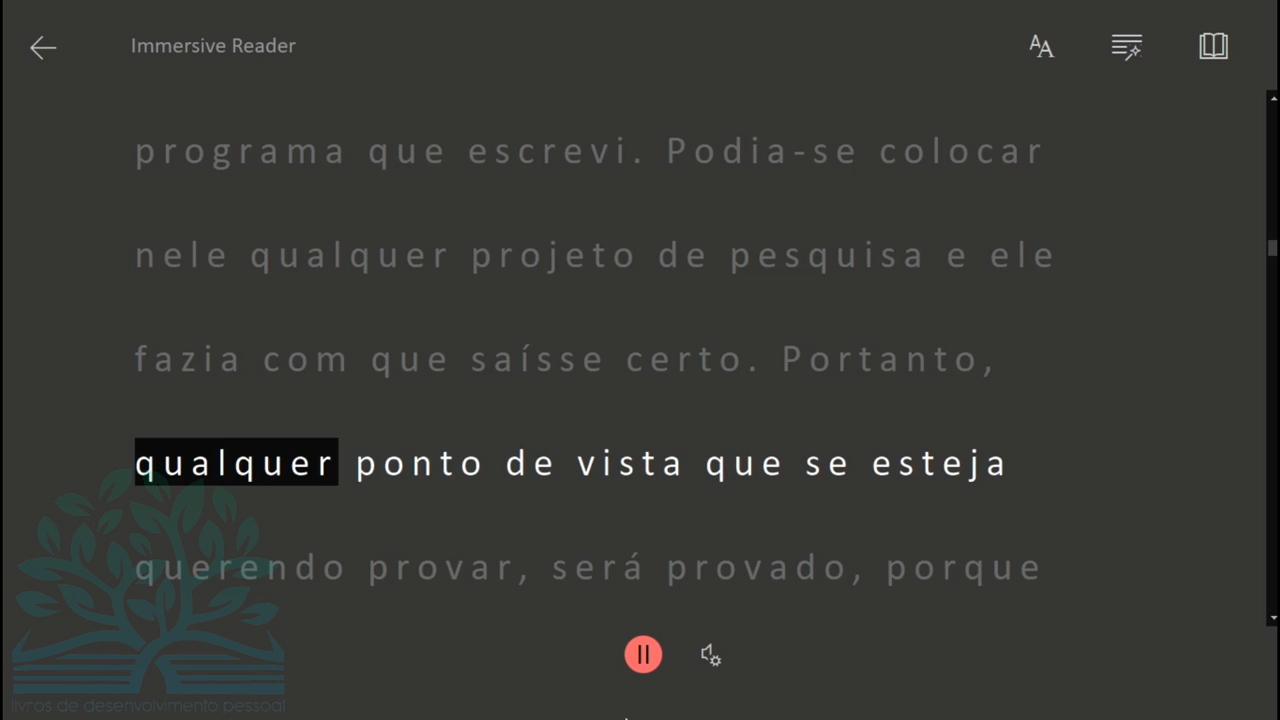 Immersive Reader
programa que escrevi. Podia-se colocar
nele qualquer projeto de pesquisa e ele
fazia com que saísse certo. Portanto,
qualquer ponto de vista que se esteja
querendo provar, será provado, porque
livros de desenvolvimento pessoal